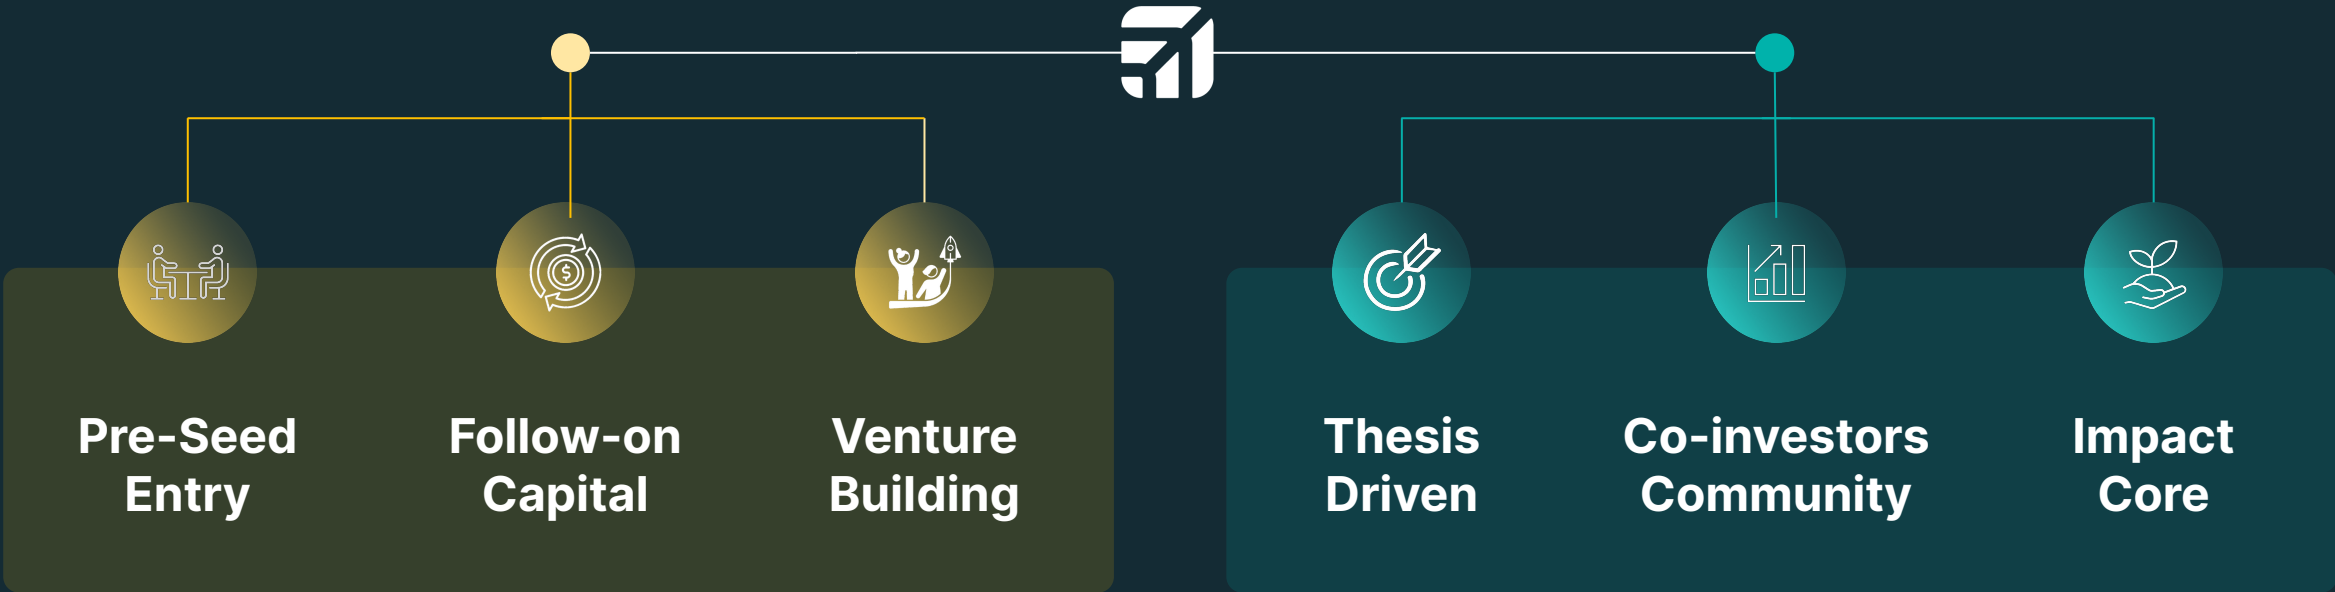 Pre-Seed
Entry
Follow-on
Capital
Venture
Building
Thesis
Driven
Co-investors
Community
Impact
Core